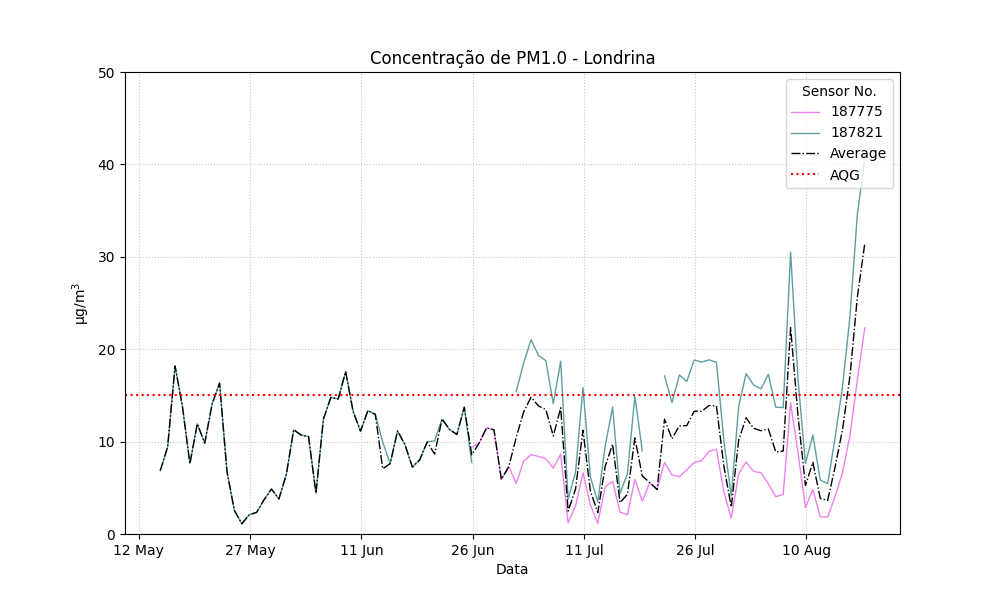 Concentração de PM1.0 - Londrina
Sensor No.
187775
187821
Average
AQG
50
40
30
20
10
0
µg/m³
12 May
27 May
11 Jun
26 Jun
11 Jul
26 Jul
10 Aug
Data